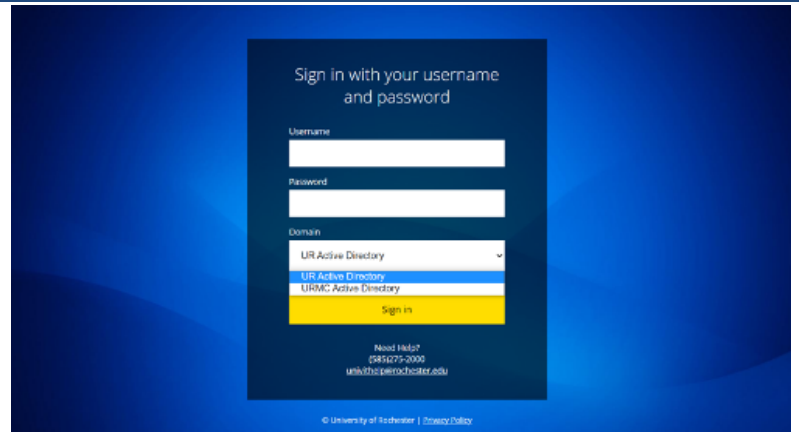 Sign in with your username
and password
Username
Password
Domain
UR Active Directory
UR Active Directory
URMC Active Directory
Sign in
Need Help?
(585)275-2000
univithelp@rochester.edu
© University of Rochester | Privacy Policy